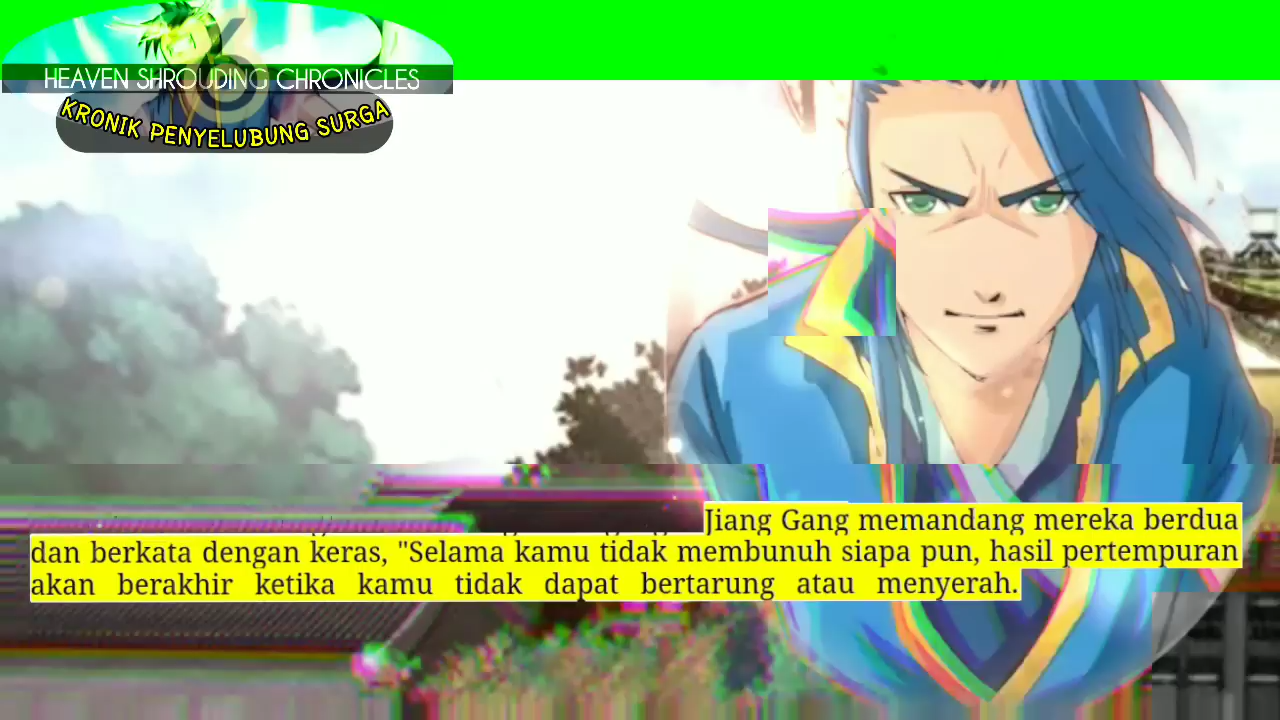 HEAVEN SHROUDING CHRONICLES
6
KRONIK PENYELUBUNG SURGA
Jiang Gang memandang mereka berdua
dan berkata dengan keras, "Selama kamu tidak membunuh siapa pun, hasil pertempuran
akan berakhir ketika kamu tidak dapat bertarung atau menyerah.